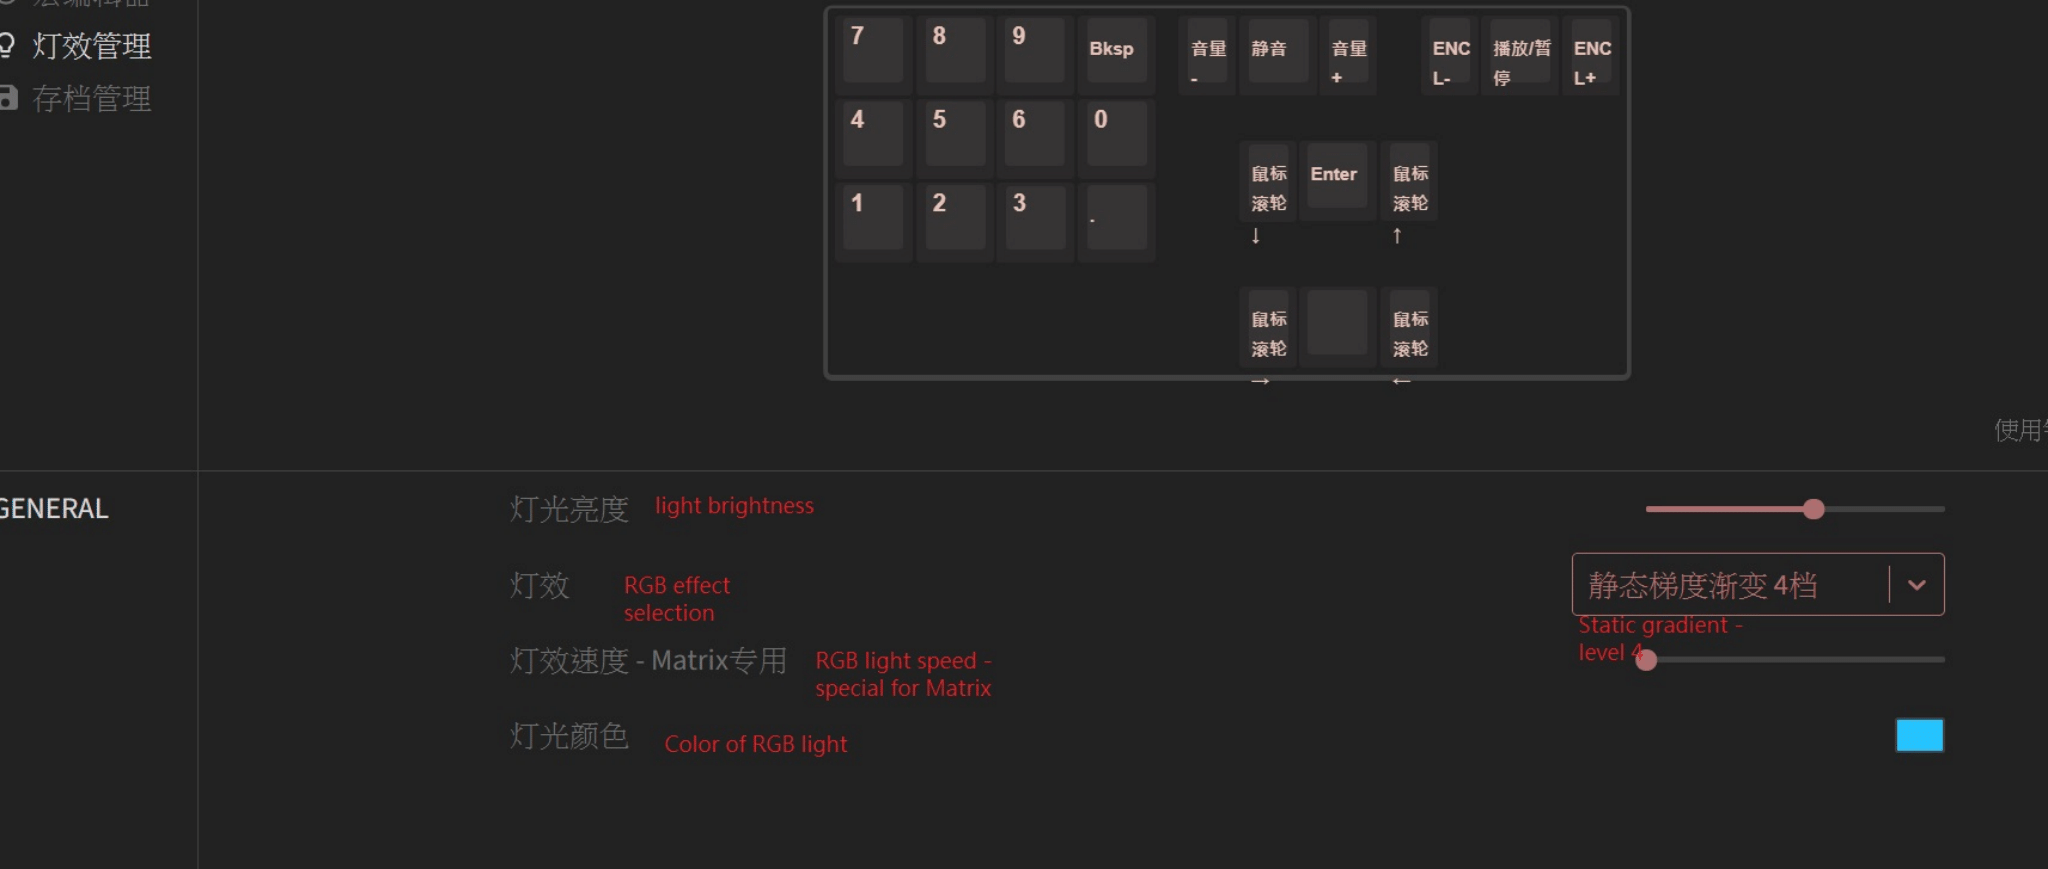 宏编辑器
灯效管理
存档管理
7 8 9 Bksp 音量 静音 音量 ENC 播放/暂 ENC
- + L- 停 L+
4 5 6 0
鼠标 Enter 鼠标
滚轮 滚轮
1 2 3 .
↓ ↑
鼠标 鼠标
滚轮 滚轮
→ ←
使用
GENERAL
灯光亮度 light brightness
灯效 RGB effect
selection
静态梯度渐变 4档
Static gradient -
level 4
灯效速度 - Matrix专用 RGB light speed -
special for Matrix
灯光颜色 Color of RGB light